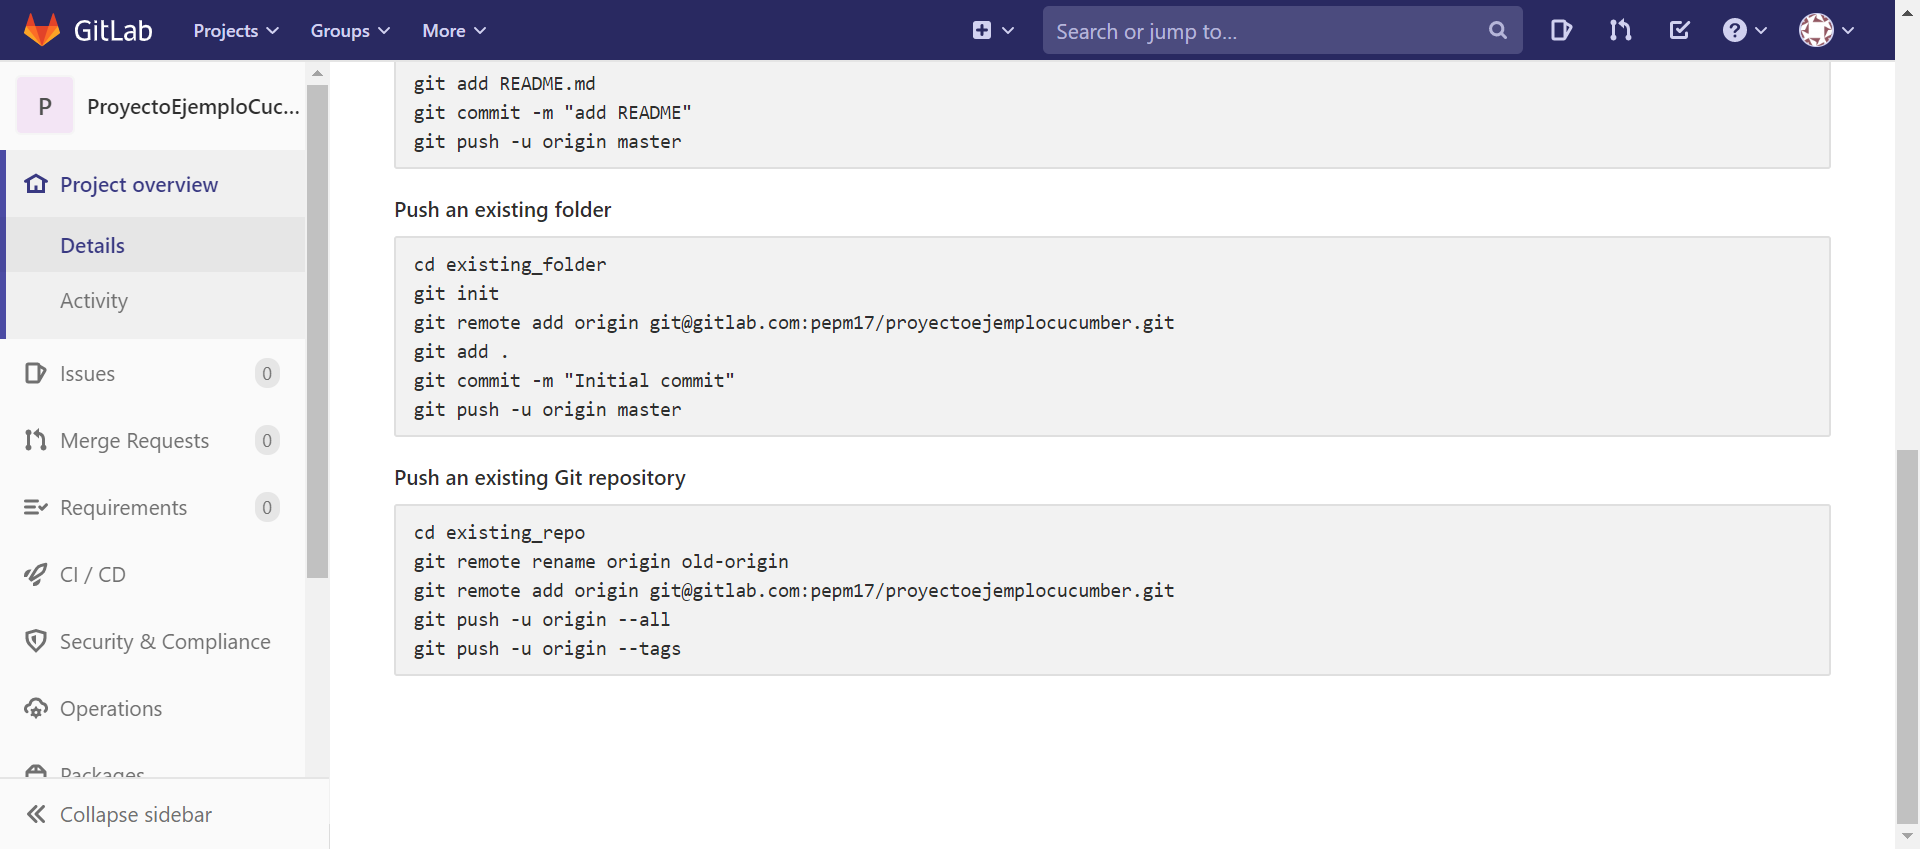 GitLab
Projects
Groups
More
Search or jump to...
P
ProyectoEjemploCuc...
Project overview
Details
Activity
Issues 0
Merge Requests 0
Requirements 0
CI / CD
Security & Compliance
Operations
Packages
Collapse sidebar
git add README.md
git commit -m "add README"
git push -u origin master
Push an existing folder
cd existing_folder
git init
git remote add origin git@gitlab.com:pepm17/proyectoejemplocucumber.git
git add .
git commit -m "Initial commit"
git push -u origin master
Push an existing Git repository
cd existing_repo
git remote rename origin old-origin
git remote add origin git@gitlab.com:pepm17/proyectoejemplocucumber.git
git push -u origin --all
git push -u origin --tags